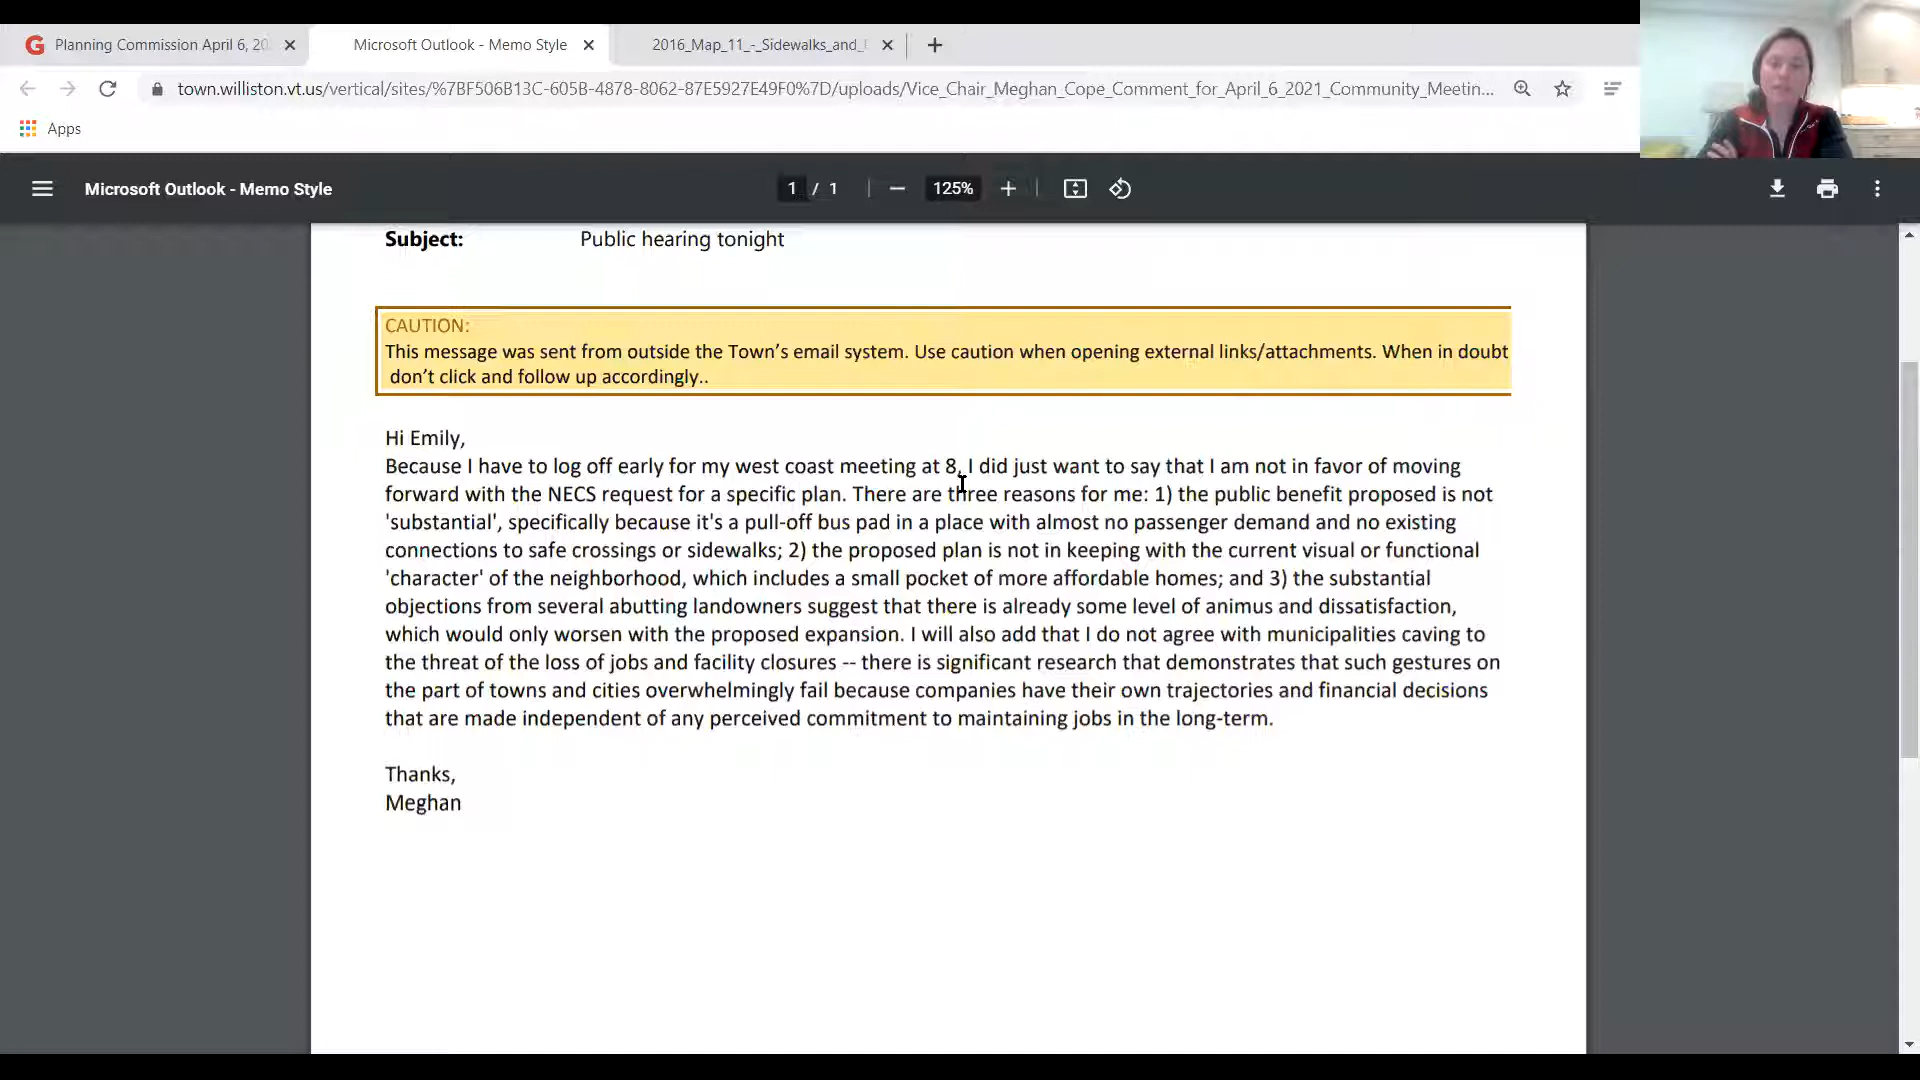 Planning Commission April 6, 20
Microsoft Outlook - Memo Style
2016_Map_11_-_Sidewalks_and_
town.williston.vt.us/vertical/sites/%7BF506B13C-605B-4878-8062-87E5927E49F0%7D/uploads/Vice_Chair_Meghan_Cope_Comment_for_April_6_2021_Community_Meetin...
Apps
Microsoft Outlook - Memo Style
1 / 1
125%
Subject: Public hearing tonight
CAUTION:
This message was sent from outside the Town’s email system. Use caution when opening external links/attachments. When in doubt
don’t click and follow up accordingly..
Hi Emily,
Because I have to log off early for my west coast meeting at 8, I did just want to say that I am not in favor of moving
forward with the NECS request for a specific plan. There are three reasons for me: 1) the public benefit proposed is not
'substantial', specifically because it's a pull-off bus pad in a place with almost no passenger demand and no existing
connections to safe crossings or sidewalks; 2) the proposed plan is not in keeping with the current visual or functional
'character' of the neighborhood, which includes a small pocket of more affordable homes; and 3) the substantial
objections from several abutting landowners suggest that there is already some level of animus and dissatisfaction,
which would only worsen with the proposed expansion. I will also add that I do not agree with municipalities caving to
the threat of the loss of jobs and facility closures -- there is significant research that demonstrates that such gestures on
the part of towns and cities overwhelmingly fail because companies have their own trajectories and financial decisions
that are made independent of any perceived commitment to maintaining jobs in the long-term.
Thanks,
Meghan